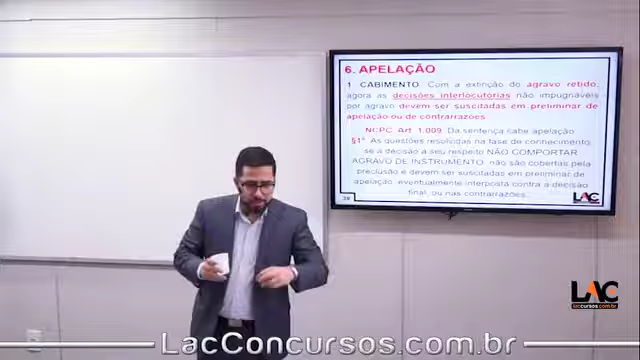 6. APELAÇÃO
1 CABIMENTO: Com a extinção do agravo retido,
agora as decisões interlocutórias não impugnáveis
por agravo devem ser suscitadas em preliminar de
apelação ou de contrarrazões
NCPC Art 1.009. Da sentença cabe apelação
§1º As questões resolvidas na fase de conhecimento,
se a decisão a seu respeito NÃO COMPORTAR
AGRAVO DE INSTRUMENTO, não são cobertas pela
preclusão e devem ser suscitadas em preliminar de
apelação, eventualmente interposta contra a decisão
final, ou nas contrarrazões.
LAC
LAC
lacconcursos.com.br
LacConcursos.com.br